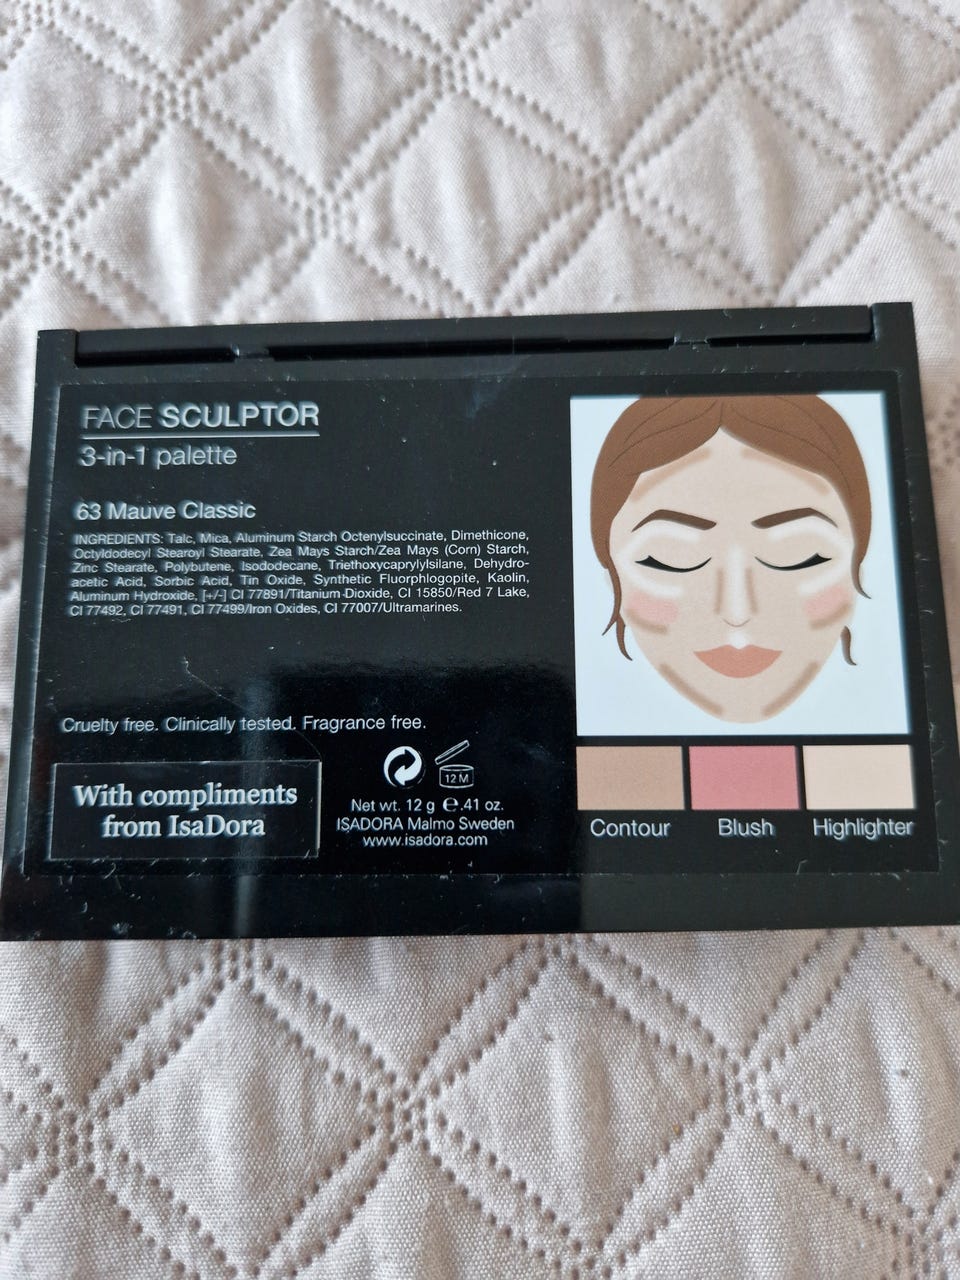 FACE SCULPTOR
3-in-1 palette
63 Mauve Classic
INGREDIENTS: Talc, Mica, Aluminum Starch Octenylsuccinate, Dimethicone,
Octyldodecyl Stearoyl Stearate, Zea Mays Starch/Zea Mays (Corn) Starch,
Zinc Stearate, Polybutene, Isododecane, Triethoxycaprylylsilane, Dehydro-
acetic Acid, Sorbic Acid, Tin Oxide, Synthetic Fluorphlogopite, Kaolin,
Aluminum Hydroxide, [+/-] CI 77891/Titanium Dioxide, CI 15850/Red 7 Lake,
CI 77492, CI 77491, CI 77499/Iron Oxides, CI 77007/Ultramarines.
Cruelty free. Clinically tested. Fragrance free.
With compliments
from IsaDora
12 M
Net wt. 12 g e .41 oz.
ISADORA Malmo Sweden
www.isadora.com
Contour Blush Highlighter